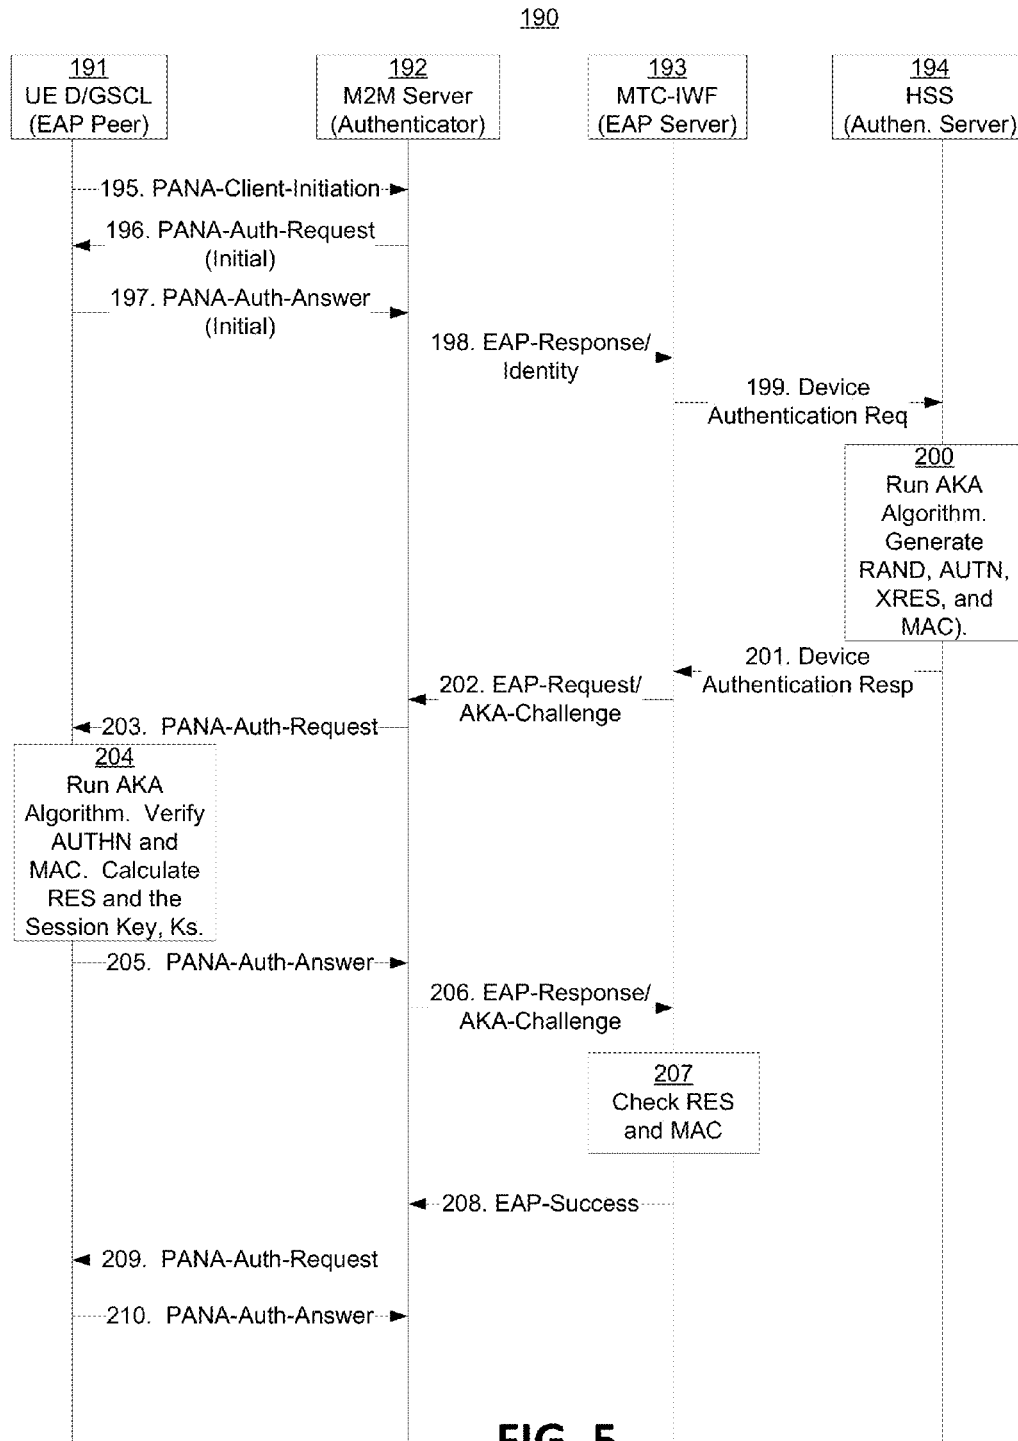 190
191
UE D/GSCL
(EAP Peer)
192
M2M Server
(Authenticator)
193
MTC-IWF
(EAP Server)
194
HSS
(Authen. Server)
195. PANA-Client-Initiation
196. PANA-Auth-Request
(Initial)
197. PANA-Auth-Answer
(Initial)
198. EAP-Response/
Identity
199. Device
Authentication Req
200
Run AKA
Algorithm.
Generate
RAND, AUTN,
XRES, and
MAC).
201. Device
Authentication Resp
202. EAP-Request/
AKA-Challenge
203. PANA-Auth-Request
204
Run AKA
Algorithm. Verify
AUTHN and
MAC. Calculate
RES and the
Session Key, Ks.
205. PANA-Auth-Answer
206. EAP-Response/
AKA-Challenge
207
Check RES
and MAC
208. EAP-Success
209. PANA-Auth-Request
210. PANA-Auth-Answer
FIG. 5